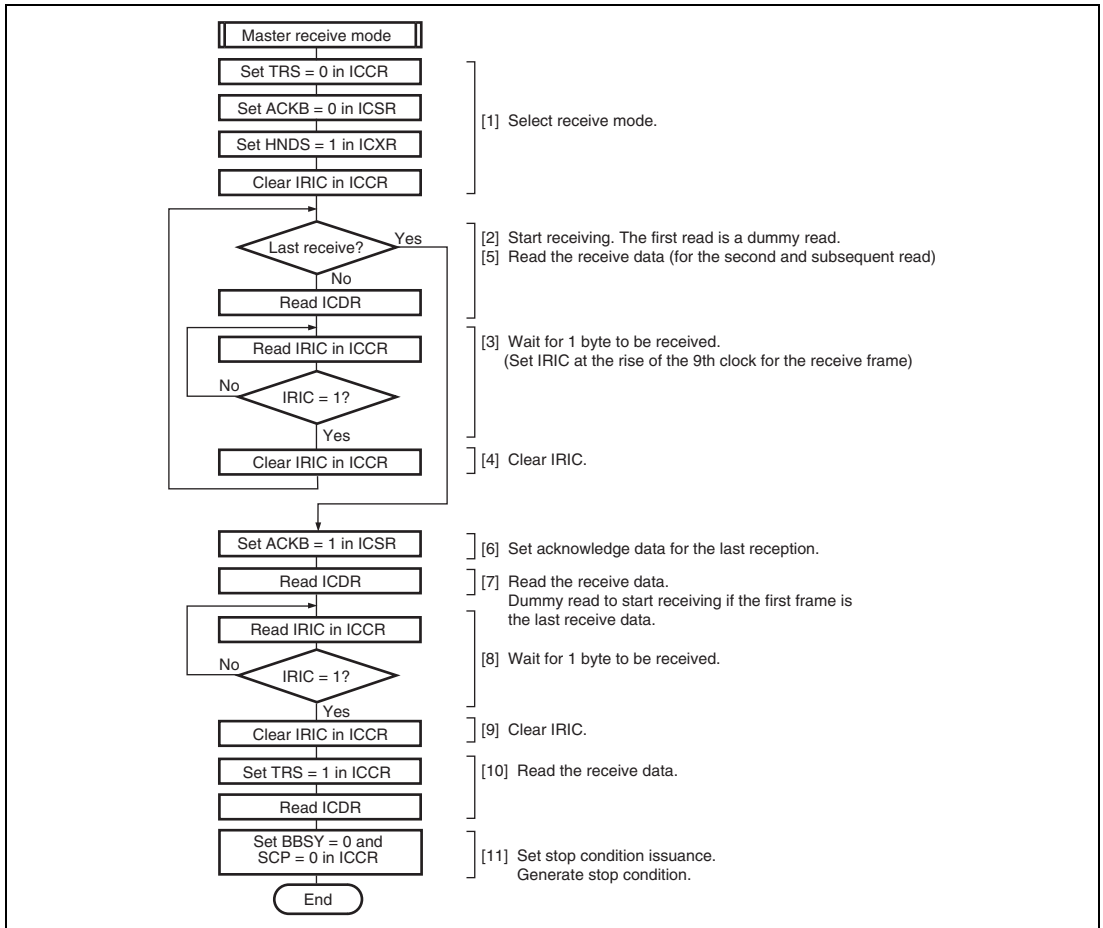 Master receive mode
Set TRS = 0 in ICCR
Set ACKB = 0 in ICSR
Set HNDS = 1 in ICXR
Clear IRIC in ICCR
[1] Select receive mode.
Last receive?
Yes
No
Read ICDR
[2] Start receiving. The first read is a dummy read.
[5] Read the receive data (for the second and subsequent read)
Read IRIC in ICCR
No
IRIC = 1?
Yes
[3] Wait for 1 byte to be received.
(Set IRIC at the rise of the 9th clock for the receive frame)
Clear IRIC in ICCR
[4] Clear IRIC.
Set ACKB = 1 in ICSR
[6] Set acknowledge data for the last reception.
Read ICDR
[7] Read the receive data.
Dummy read to start receiving if the first frame is
the last receive data.
Read IRIC in ICCR
No
IRIC = 1?
Yes
[8] Wait for 1 byte to be received.
Clear IRIC in ICCR
[9] Clear IRIC.
Set TRS = 1 in ICCR
Read ICDR
[10] Read the receive data.
Set BBSY = 0 and
SCP = 0 in ICCR
[11] Set stop condition issuance.
Generate stop condition.
End